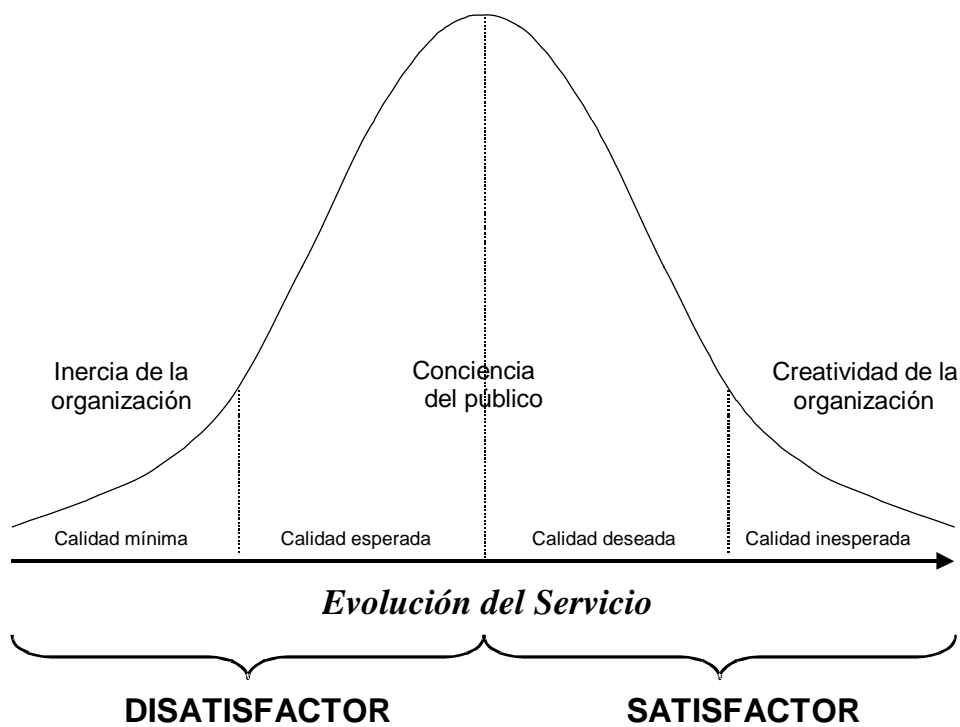 Inercia de la
organización
Conciencia
del público
Creatividad de la
organización
Calidad mínima
Calidad esperada
Calidad deseada
Calidad inesperada
Evolución del Servicio
DISATISFACTOR
SATISFACTOR